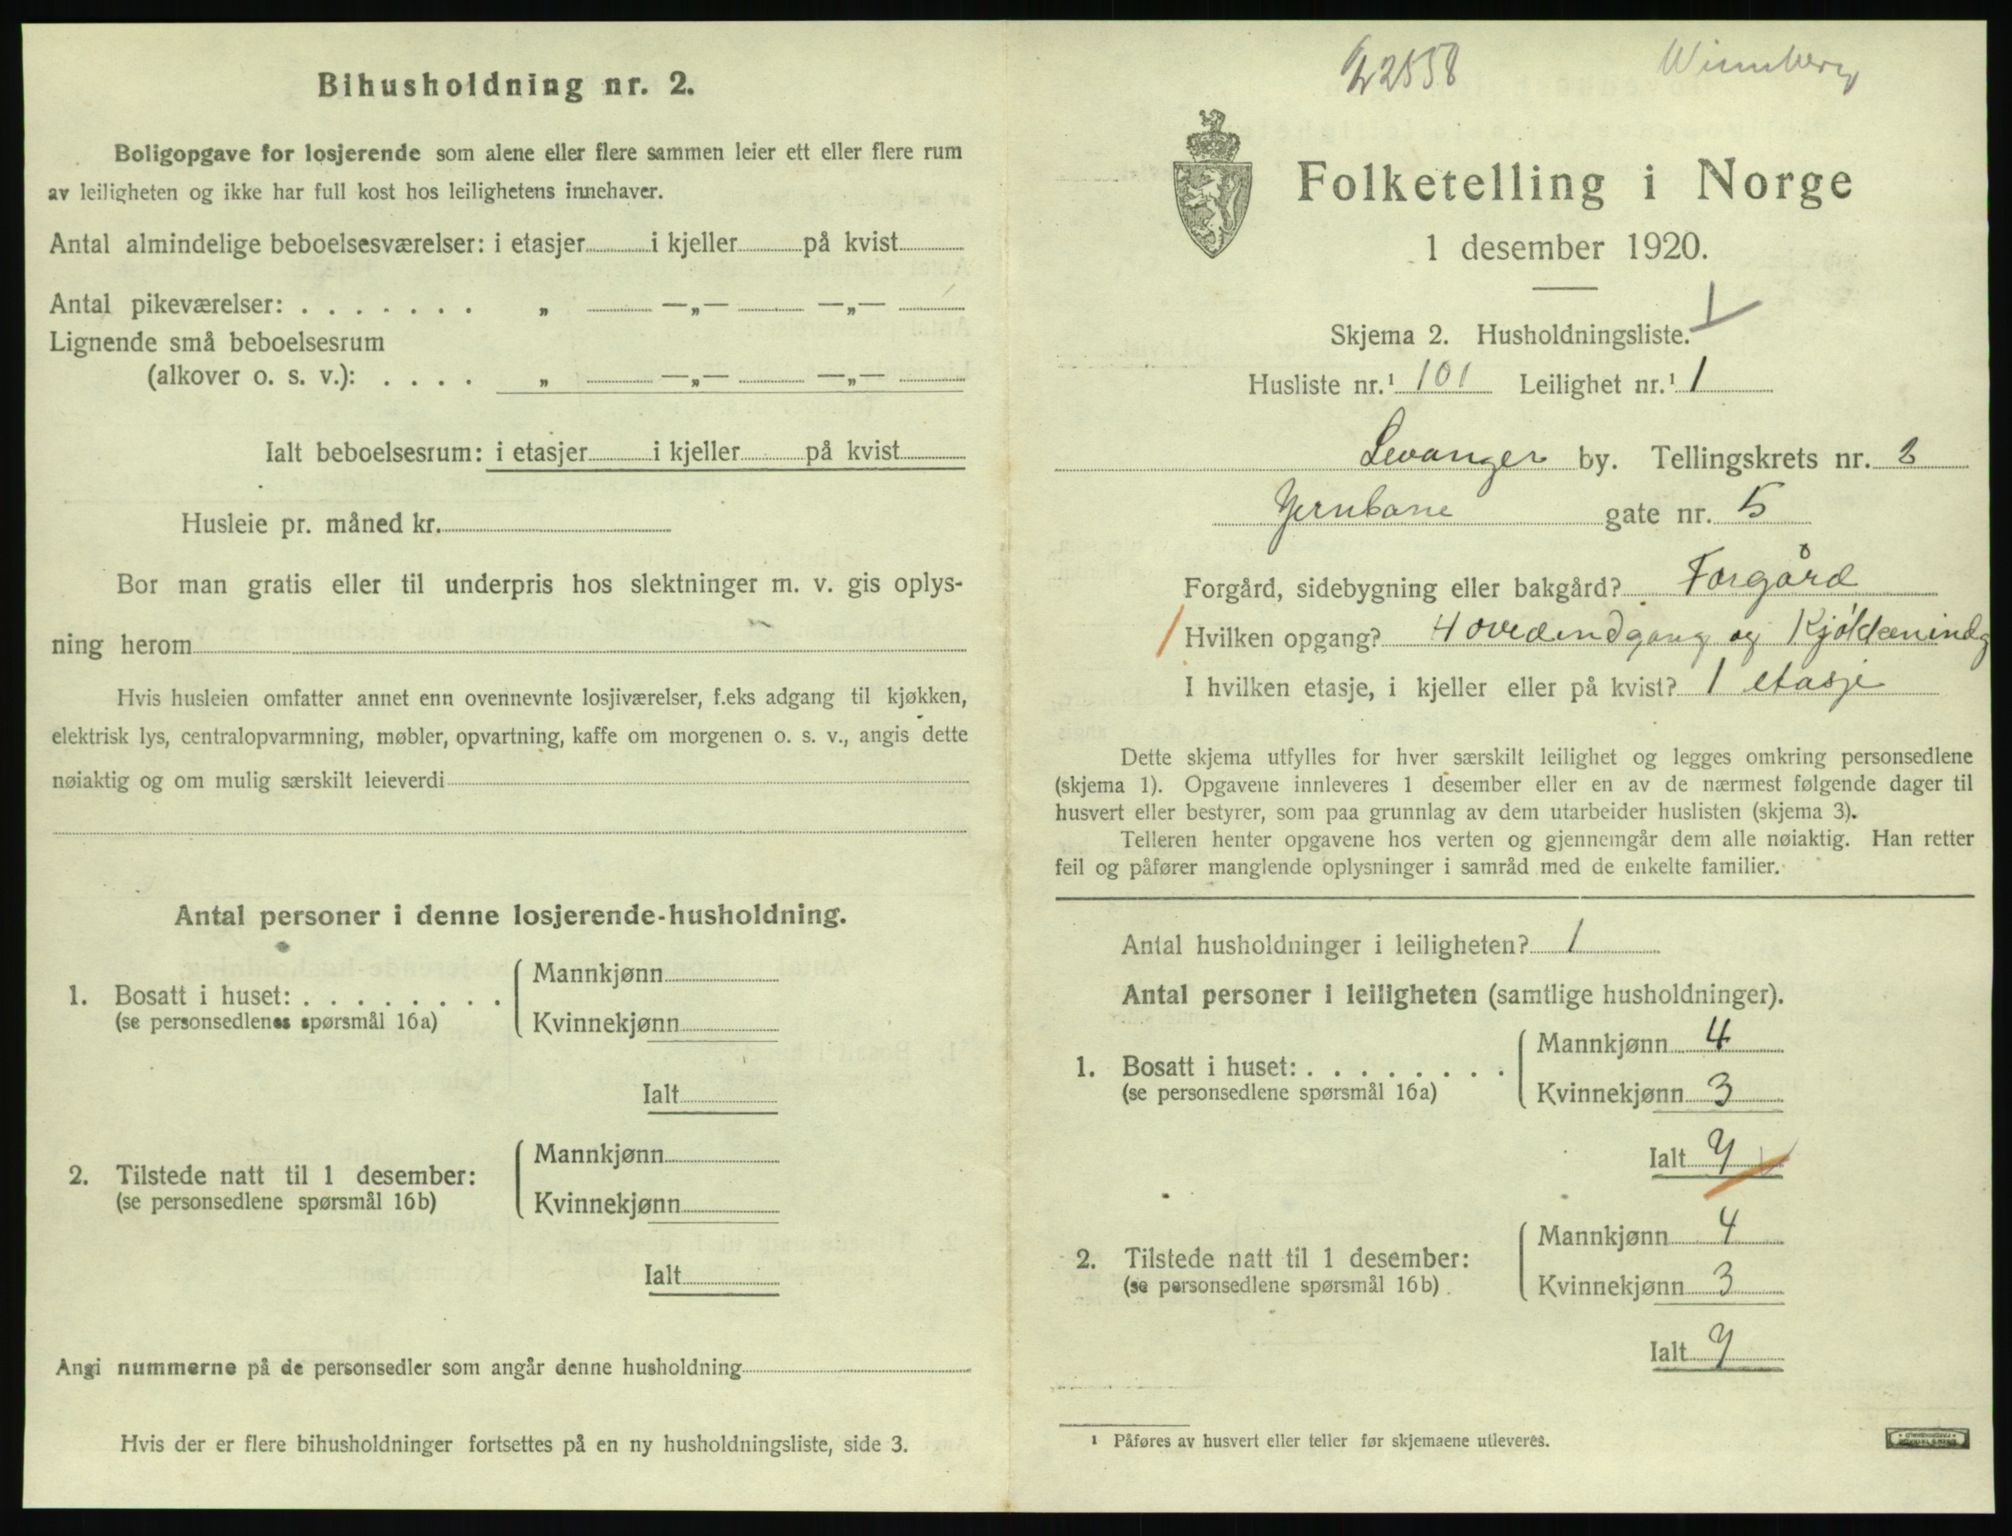 Bihusholdning nr. 2.
Boligopgave for losjerende som alene eller flere sammen leier ett eller flere rum
av leiligheten og ikke har full kost hos leilighetens innehaver.
Antal almindelige beboelsesværelser: i etasjer i kjeller på kvist
Antal pikeværelser: . . . . . . . „ —„— —„—
Lignende små beboelsesrum
(alkover o. s. v.): . . . . „ —„— —„—
Ialt beboelsesrum: i etasjer i kjeller på kvist
Husleie pr. måned kr.
Bor man gratis eller til underpris hos slektninger m. v. gis oplys-
ning herom
Hvis husleien omfatter annet enn ovennevnte losjiværelser, f.eks adgang til kjøkken,
elektrisk lys, centralopvarmning, møbler, opvartning, kaffe om morgenen o. s. v., angis dette
nøiaktig og om mulig særskilt leieverdi
Antal personer i denne losjerende-husholdning.
Mannkjønn
1. Bosatt i huset: . . . . . . . .
(se personsedlenes spørsmål 16a) Kvinnekjønn
Ialt
Mannkjønn
2. Tilstede natt til 1 desember:
(se personsedlene spørsmål 16b) Kvinnekjønn
Ialt
Angi nummerne på de personsedler som angår denne husholdning
Hvis der er flere bihusholdninger fortsettes på en ny husholdningsliste, side 3.
2558 Winnberg
Folketelling i Norge
1 desember 1920.
Skjema 2. Husholdningsliste.
Husliste nr.¹ 101 Leilighet nr.¹ 1
Levanger by. Tellingskrets nr. 2
Jernbane gate nr. 5
Forgård, sidebygning eller bakgård? Forgård
Hvilken opgang? Hovedindgang og
I hvilken etasje, i kjeller eller på kvist? 1 etasje
Dette skjema utfylles for hver særskilt leilighet og legges omkring personsedlene
(skjema 1). Opgavene innleveres 1 desember eller en av de nærmest følgende dager til
husvert eller bestyrer, som paa grunnlag av dem utarbeider huslisten (skjema 3).
Telleren henter opgavene hos verten og gjennemgår dem alle nøiaktig. Han retter
feil og påfører manglende oplysninger i samråd med de enkelte familier.
Antal husholdninger i leiligheten? 1
Antal personer i leiligheten (samtlige husholdninger).
Mannkjønn 4
1. Bosatt i huset: . . . . . . . .
(se personsedlene spørsmål 16a) Kvinnekjønn 3
Ialt 7
Mannkjønn 4
2. Tilstede natt til 1 desember:
(se personsedlene spørsmål 16b) Kvinnekjønn 3
Ialt 7
¹ Påføres av husvert eller teller før skjemaene utleveres.